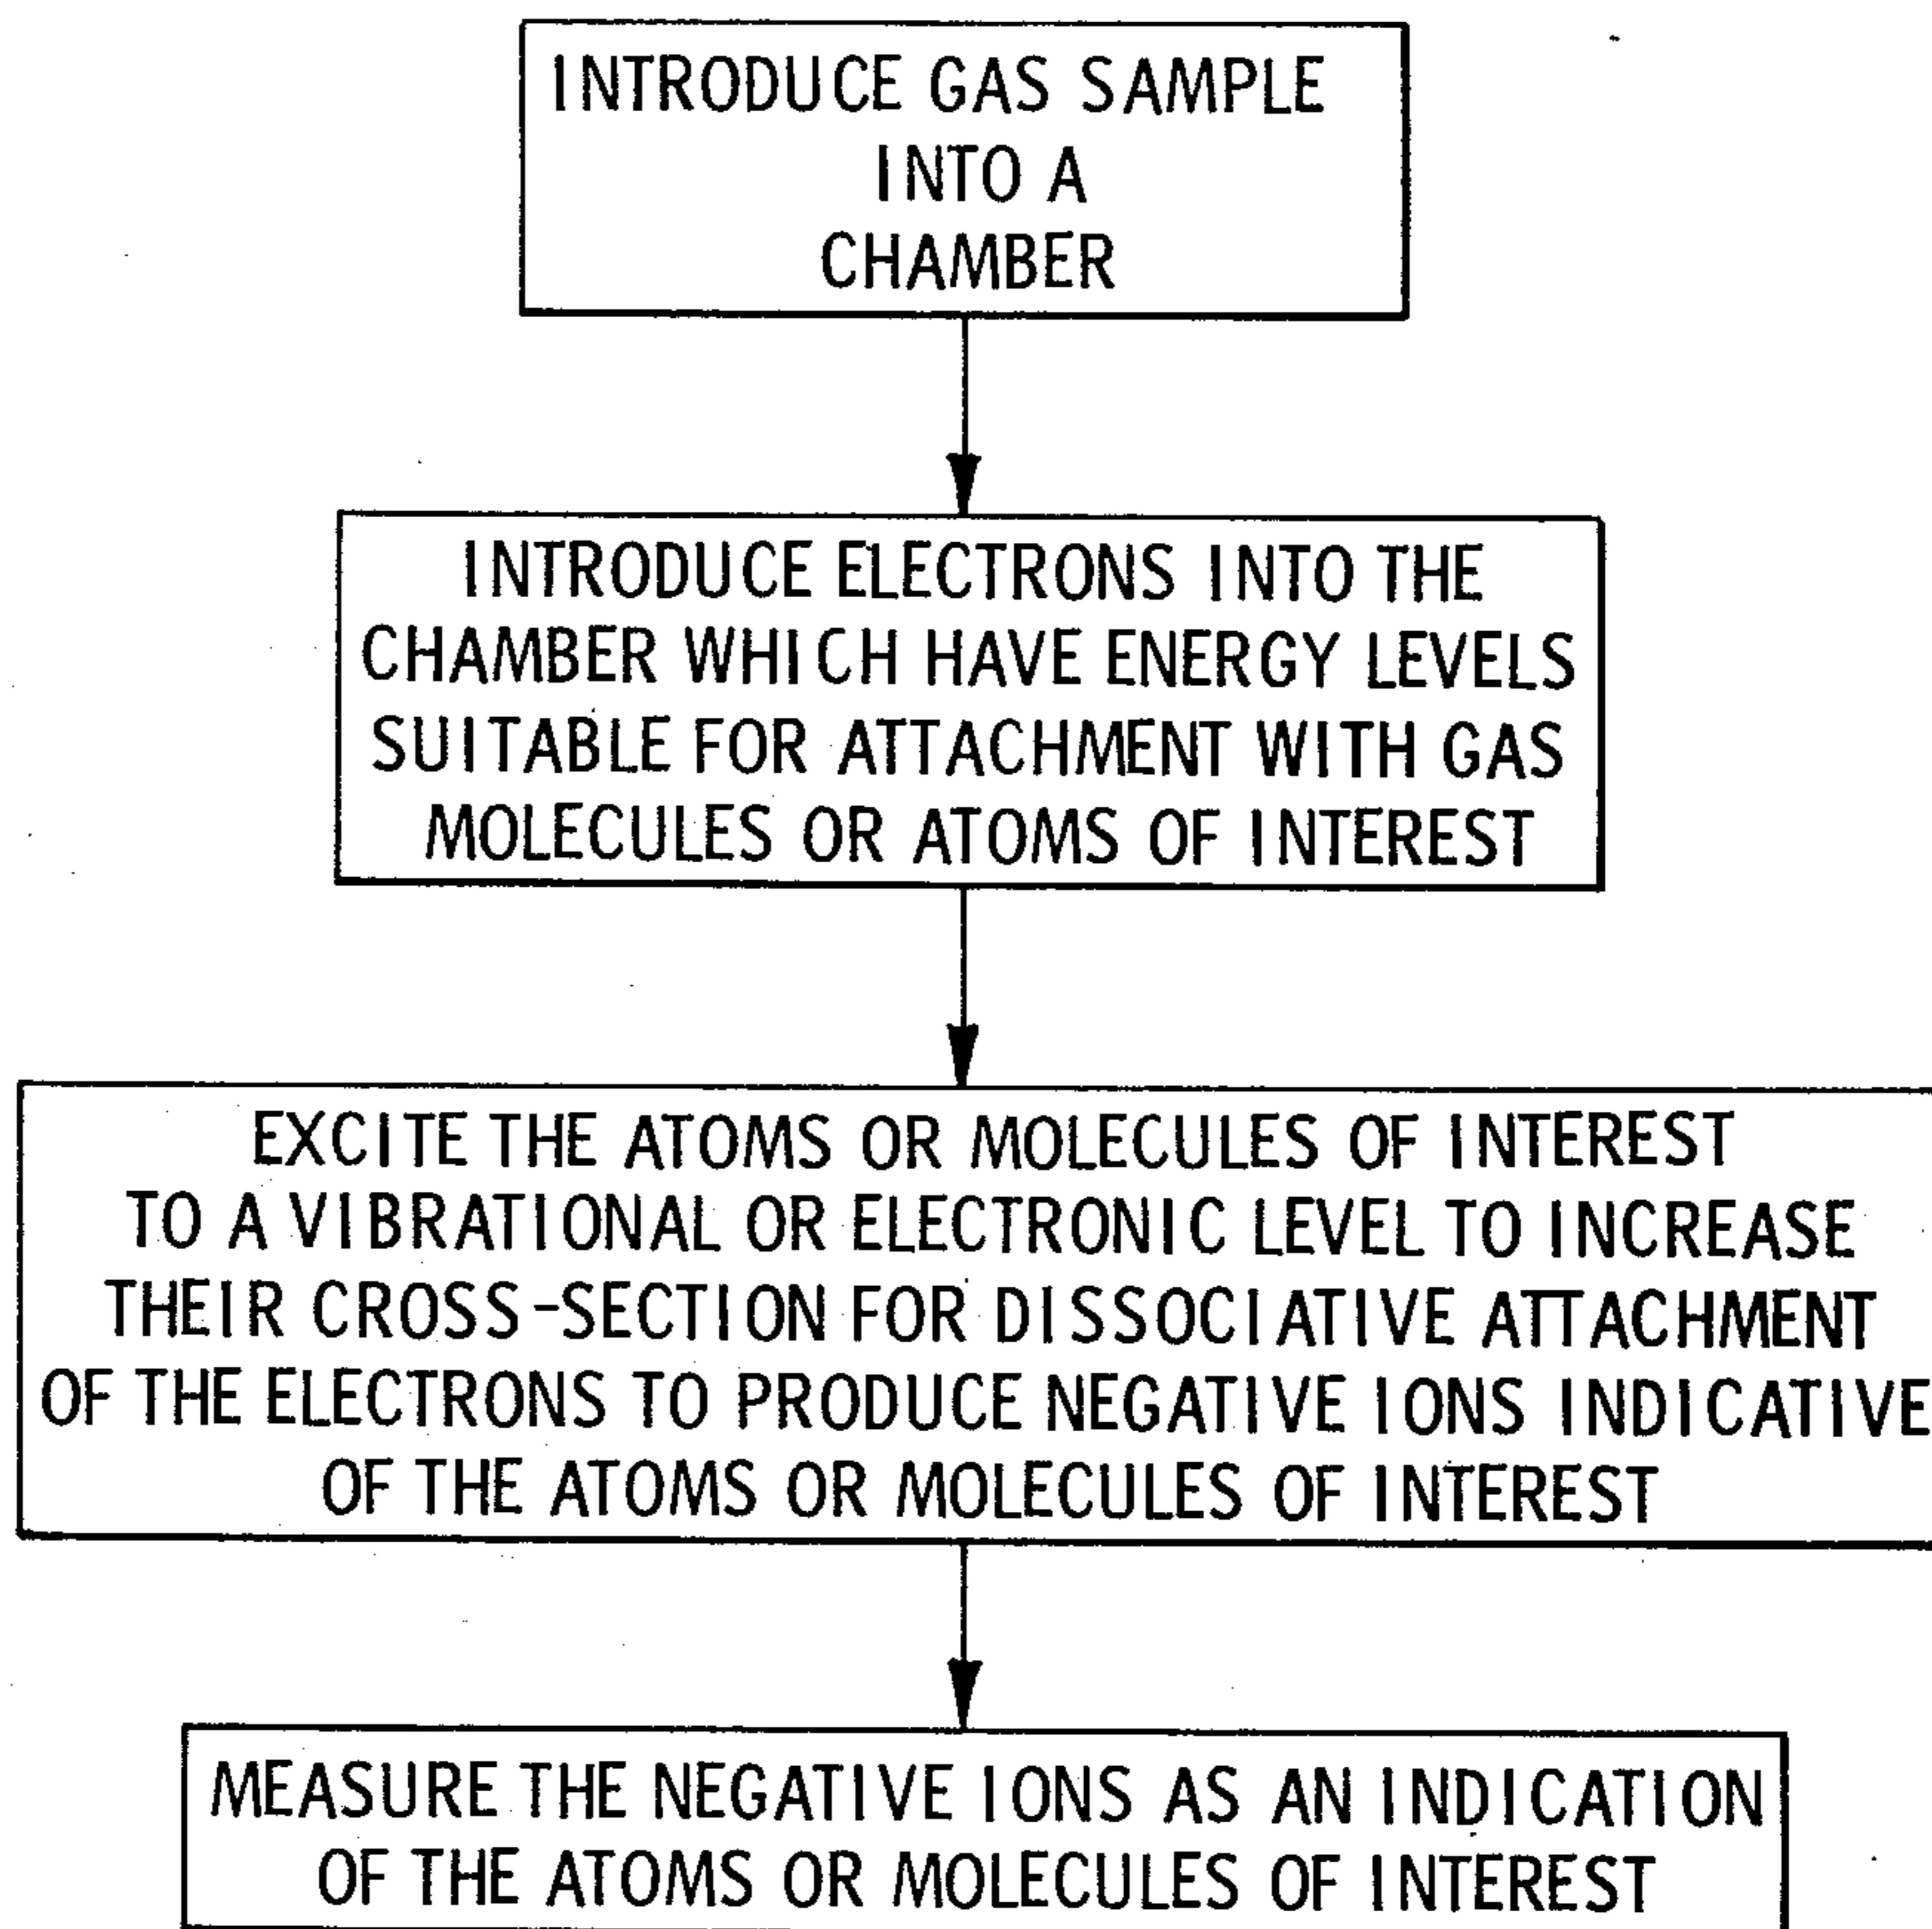 INTRODUCE GAS SAMPLE
INTO A
CHAMBER
INTRODUCE ELECTRONS INTO THE
CHAMBER WHICH HAVE ENERGY LEVELS
SUITABLE FOR ATTACHMENT WITH GAS
MOLECULES OR ATOMS OF INTEREST
EXCITE THE ATOMS OR MOLECULES OF INTEREST
TO A VIBRATIONAL OR ELECTRONIC LEVEL TO INCREASE
THEIR CROSS-SECTION FOR DISSOCIATIVE ATTACHMENT
OF THE ELECTRONS TO PRODUCE NEGATIVE IONS INDICATIVE
OF THE ATOMS OR MOLECULES OF INTEREST
MEASURE THE NEGATIVE IONS AS AN INDICATION
OF THE ATOMS OR MOLECULES OF INTEREST